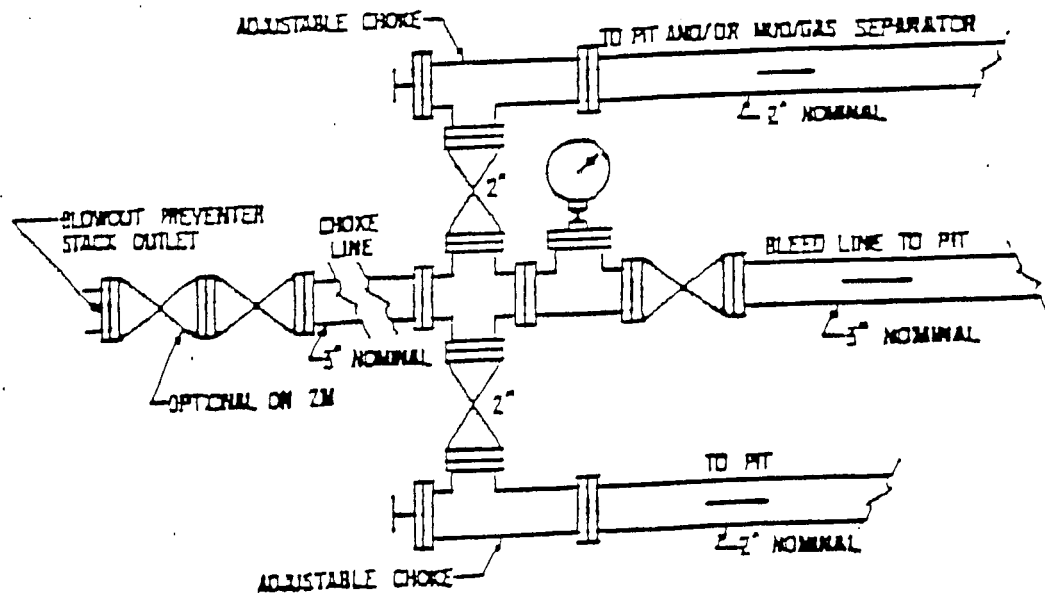 ADJUSTABLE CHOKE
TO PIT AND/OR MUD/GAS SEPARATOR
2" NOMINAL
2"
BLOWOUT PREVENTER
STACK OUTLET
CHOKE
LINE
BLEED LINE TO PIT
3" NOMINAL
3" NOMINAL
OPTIONAL ON 2M
2"
TO PIT
2" NOMINAL
ADJUSTABLE CHOKE